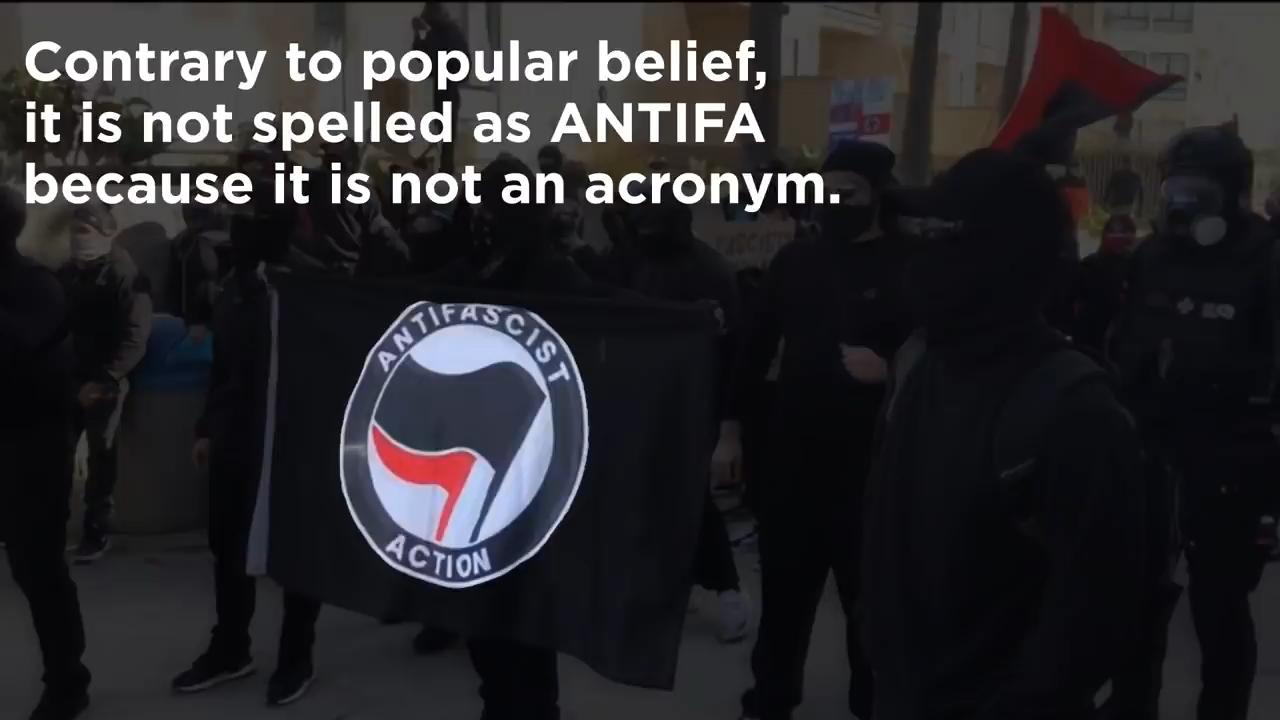 Contrary to popular belief,
it is not spelled as ANTIFA
because it is not an acronym.
ANTIFASCIST
ACTION